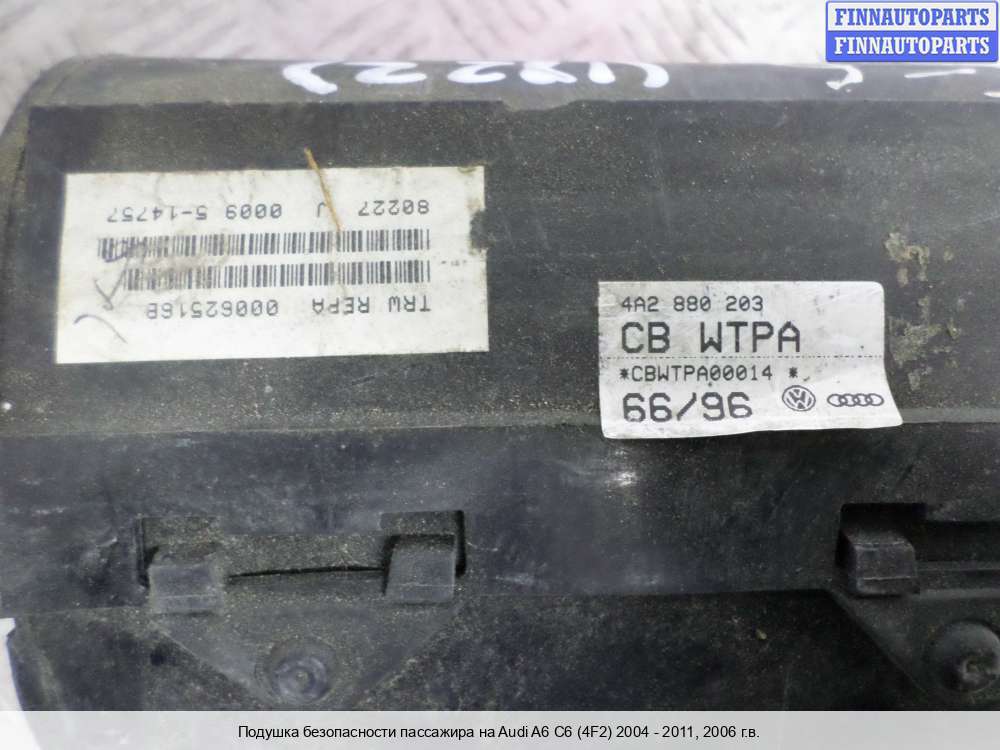 FINNAUTOPARTS
FINNAUTOPARTS
TRW REPA 00062516B
80227 J 0009 5-14757
4A2 880 203
CB WTPA
*CBWTPA00014 *
66/96
Подушка безопасности пассажира на Audi A6 C6 (4F2) 2004 - 2011, 2006 г.в.